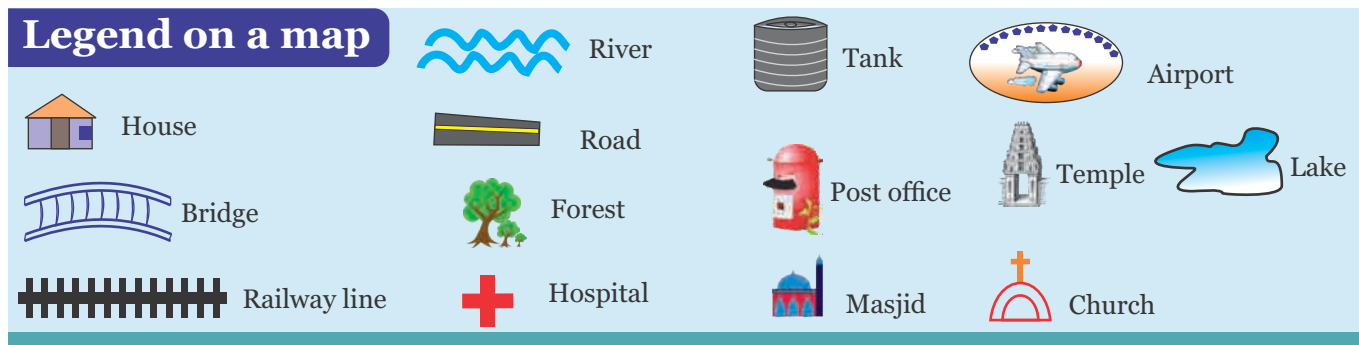 Legend on a map
River
Tank
Airport
House
Road
Post office
Temple
Lake
Bridge
Forest
Railway line
Hospital
Masjid
Church